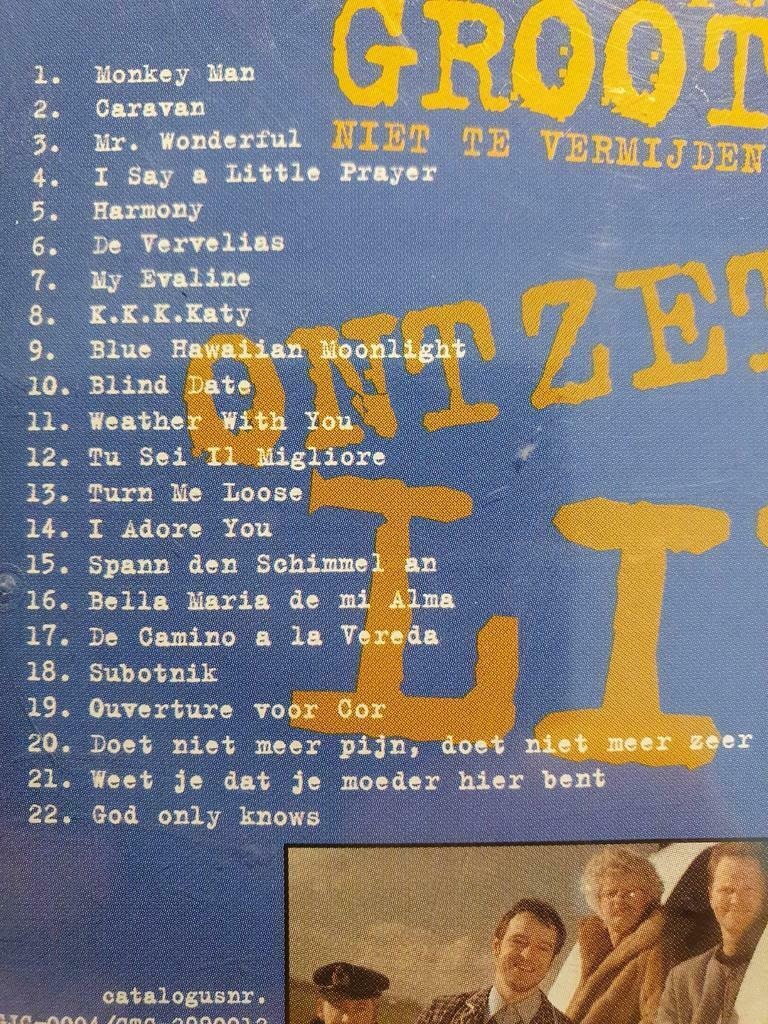 GROOT
NIET TE VERMIJDEN
1. Monkey Man
2. Caravan
3. Mr. Wonderful
4. I Say a Little Prayer
5. Harmony
6. De Vervelias
7. My Evaline
8. K.K.K.Katy
9. Blue Hawaiian Moonlight
10. Blind Date
11. Weather With You
12. Tu Sei Il Migliore
13. Turn Me Loose
14. I Adore You
15. Spann den Schimmel an
16. Bella Maria de mi Alma
17. De Camino a la Vereda
18. Subotnik
19. Ouverture voor Cor
20. Doet niet meer pijn, doet niet meer zeer
21. Weet je dat je moeder hier bent
22. God only knows
ONTZET
LI
catalogusnr.